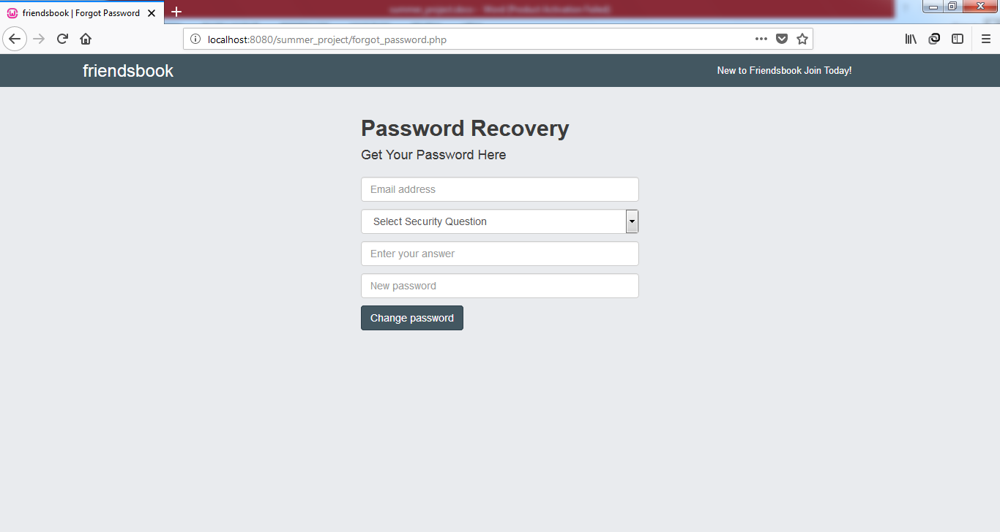 summer_project.docx - Word (Product Activation Failed)
friendsbook | Forgot Password
localhost:8080/summer_project/forgot_password.php
friendsbook
New to Friendsbook Join Today!
Password Recovery
Get Your Password Here
Email address
Select Security Question
Enter your answer
New password
Change password